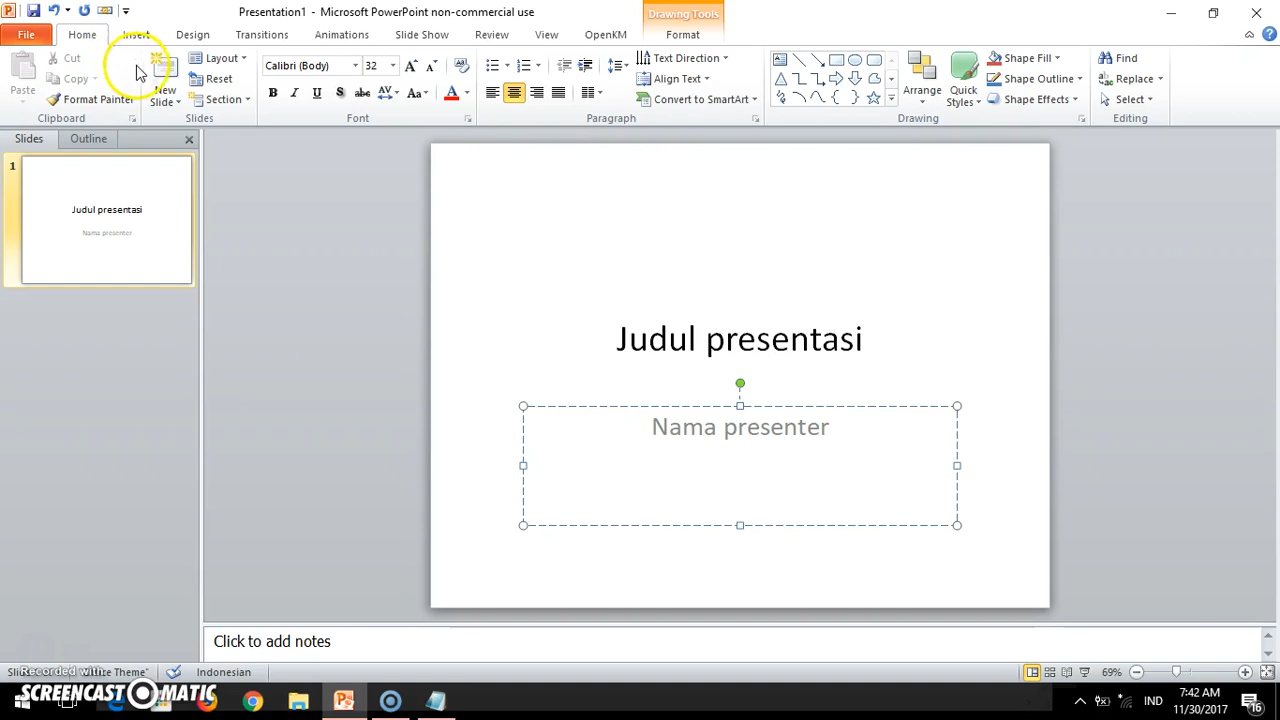 Presentation1 - Microsoft PowerPoint non-commercial use
Drawing Tools
File Home Insert Design Transitions Animations Slide Show Review View OpenKM Format
Paste
Cut
Copy
Format Painter
Clipboard
New Slide
Layout
Reset
Section
Slides
Calibri (Body) 32
Font
Text Direction
Align Text
Convert to SmartArt
Paragraph
Arrange
Quick Styles
Shape Fill
Shape Outline
Shape Effects
Drawing
Find
Replace
Select
Editing
Slides Outline
1
Judul presentasi
Nama presenter
Judul presentasi
Nama presenter
Click to add notes
Indonesian
69%
Recorded with
SCREENCAST-O-MATIC
IND
7:42 AM
11/30/2017
16